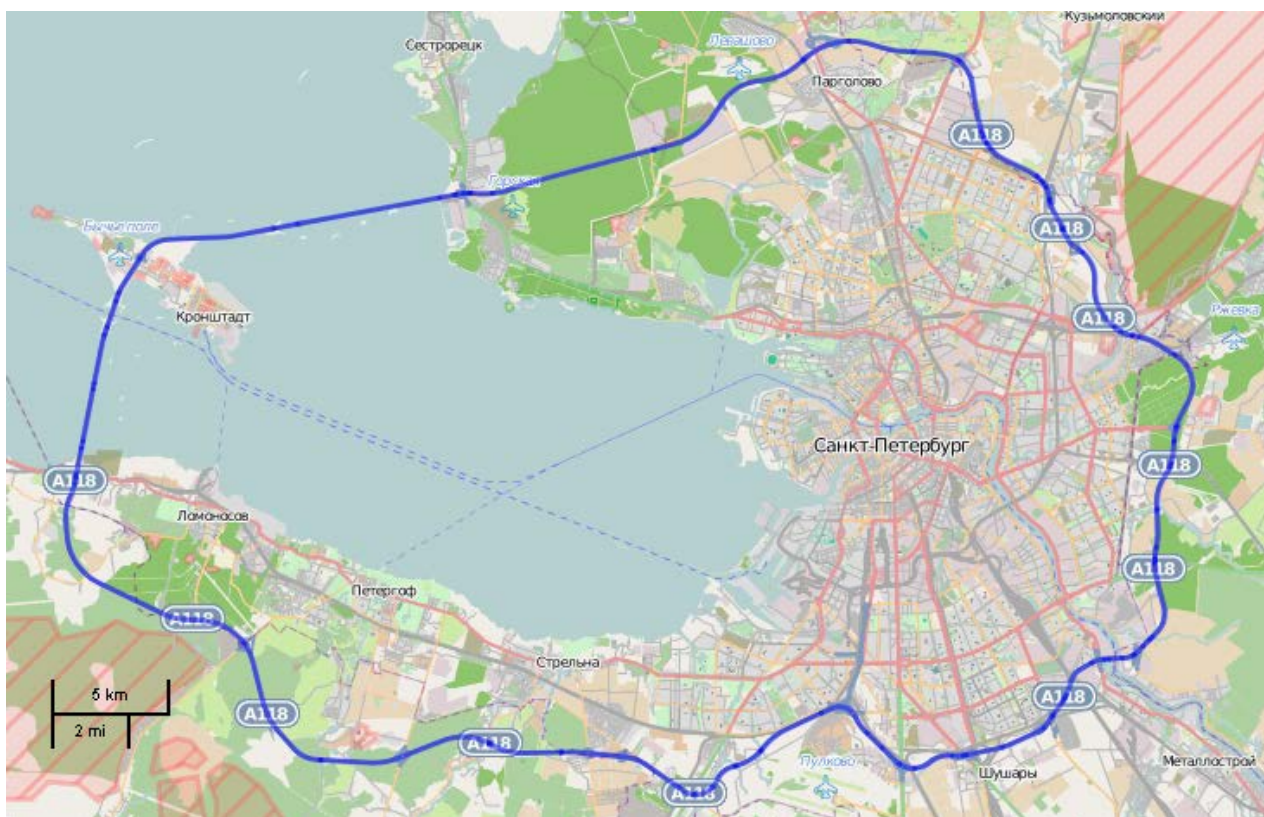 Кузьмоловский
Сестрорецк
Левашово
Парголово
A118
Горская
Бычье поле
A118
Кронштадт
A118
Ржевка
Санкт-Петербург
A118
A118
Ломоносов
A118
Петергоф
A118
Стрельна
5 km
2 mi
A118
A118
A118
Пулково
Шушары
Металлострой
A118